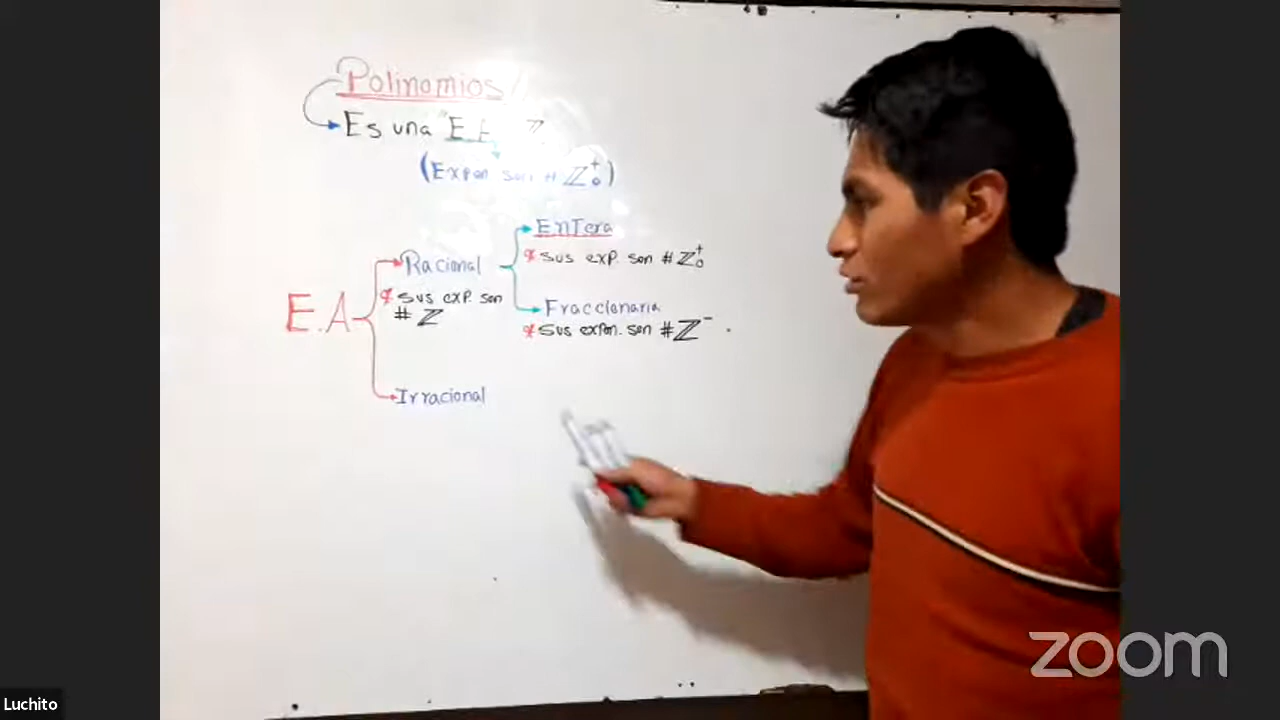 Polinomios
Es una "E.
(Expon son # ℤ₀⁺)
Entera
Racional
* sus exp. son # ℤ₀⁺
* sus exp. son
# ℤ
E.A
Fraccionaria
* sus expon. son # ℤ⁻.
Irracional
zoom
Luchito